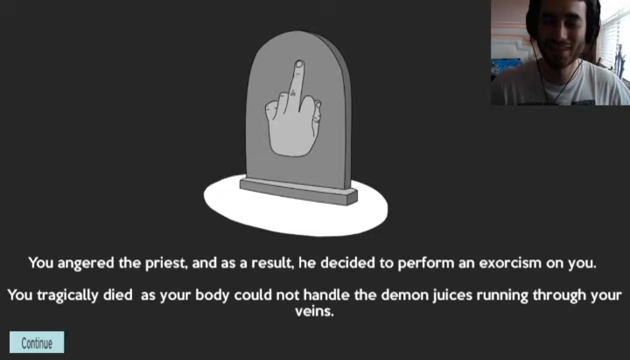 You angered the priest, and as a result, he decided to perform an exorcism on you.
You tragically died as your body could not handle the demon juices running through your
veins.
Continue